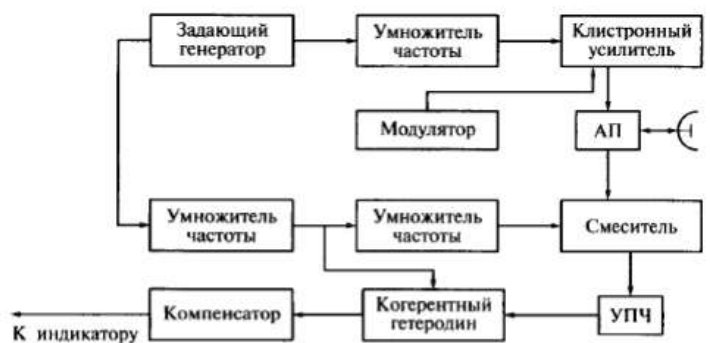 Задающий
генератор
Умножитель
частоты
Клистронный
усилитель
Модулятор
АП
Умножитель
частоты
Умножитель
частоты
Смеситель
Компенсатор
Когерентный
гетеродин
УПЧ
К индикатору